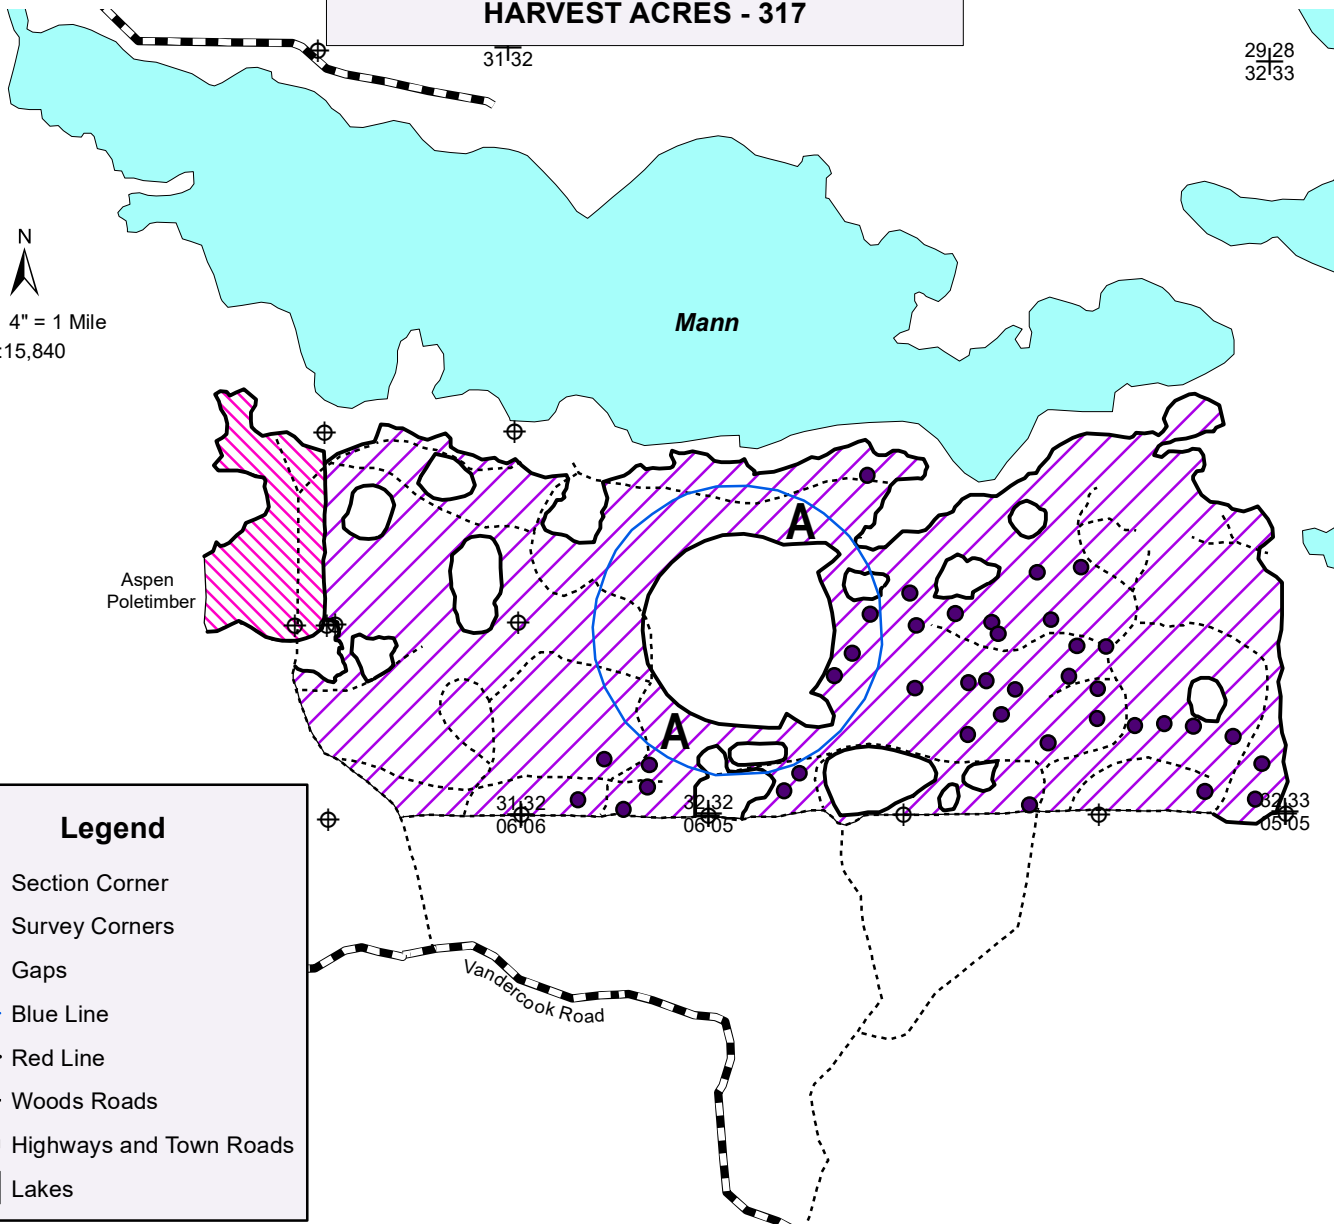 HARVEST ACRES - 317
31 32
29 28
32 33
N
4" = 1 Mile
:15,840
Mann
A
Aspen
Poletimber
A
31 32
06 06
32 32
06 05
32 33
05 05
Legend
Section Corner
Survey Corners
Gaps
Blue Line
Red Line
Woods Roads
Highways and Town Roads
Lakes
Vandercook Road